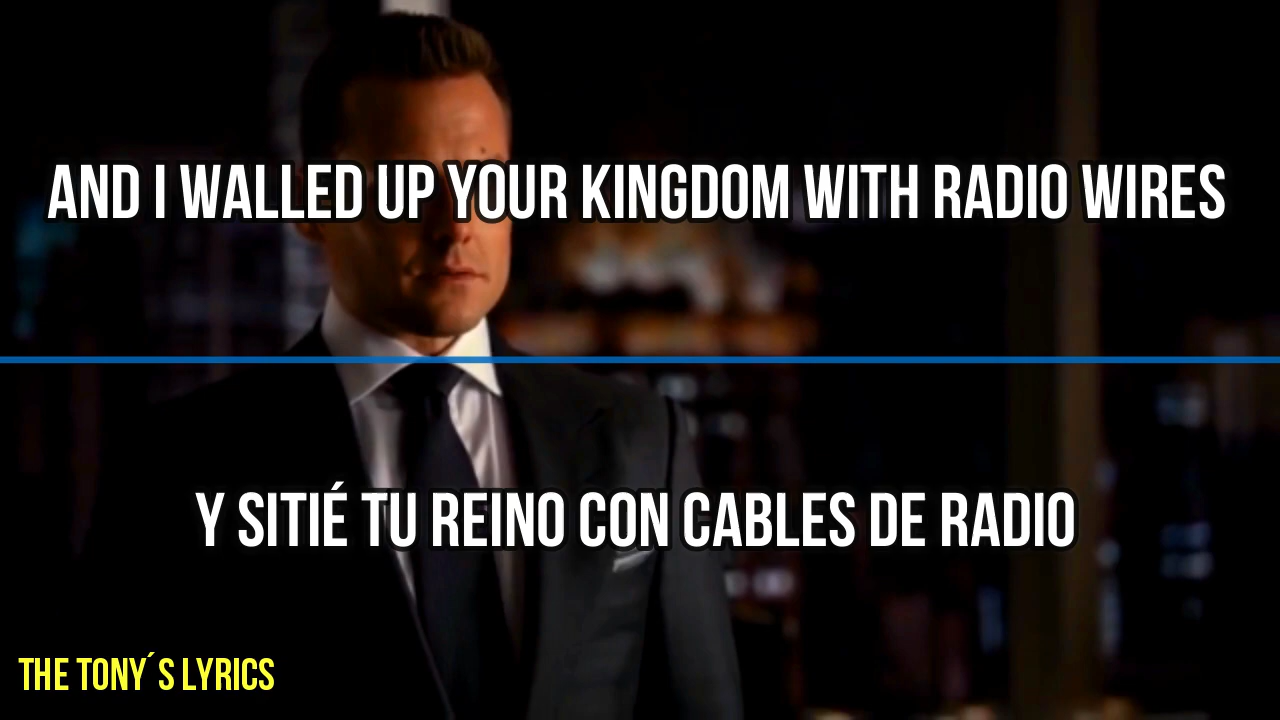 AND I WALLED UP YOUR KINGDOM WITH RADIO WIRES
Y SITIÉ TU REINO CON CABLES DE RADIO
THE TONY´S LYRICS